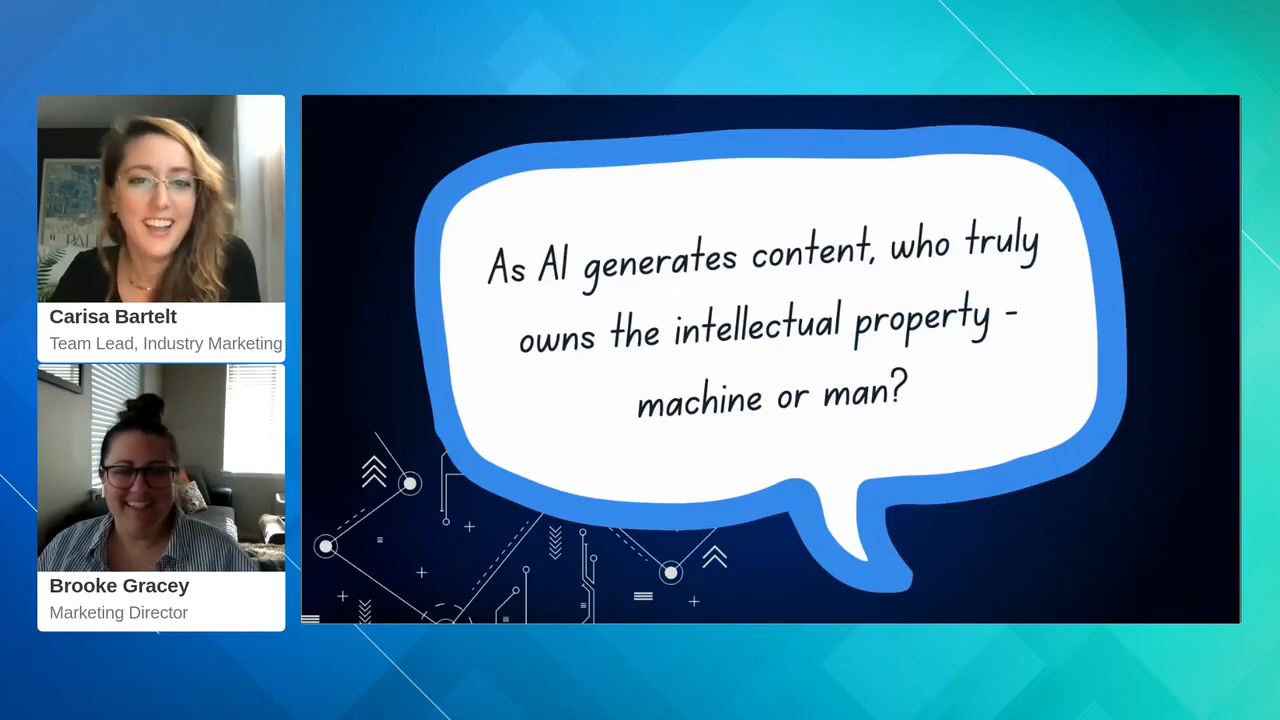 Carisa Bartelt
Team Lead, Industry Marketing
Brooke Gracey
Marketing Director
As AI generates content, who truly
owns the intellectual property -
machine or man?